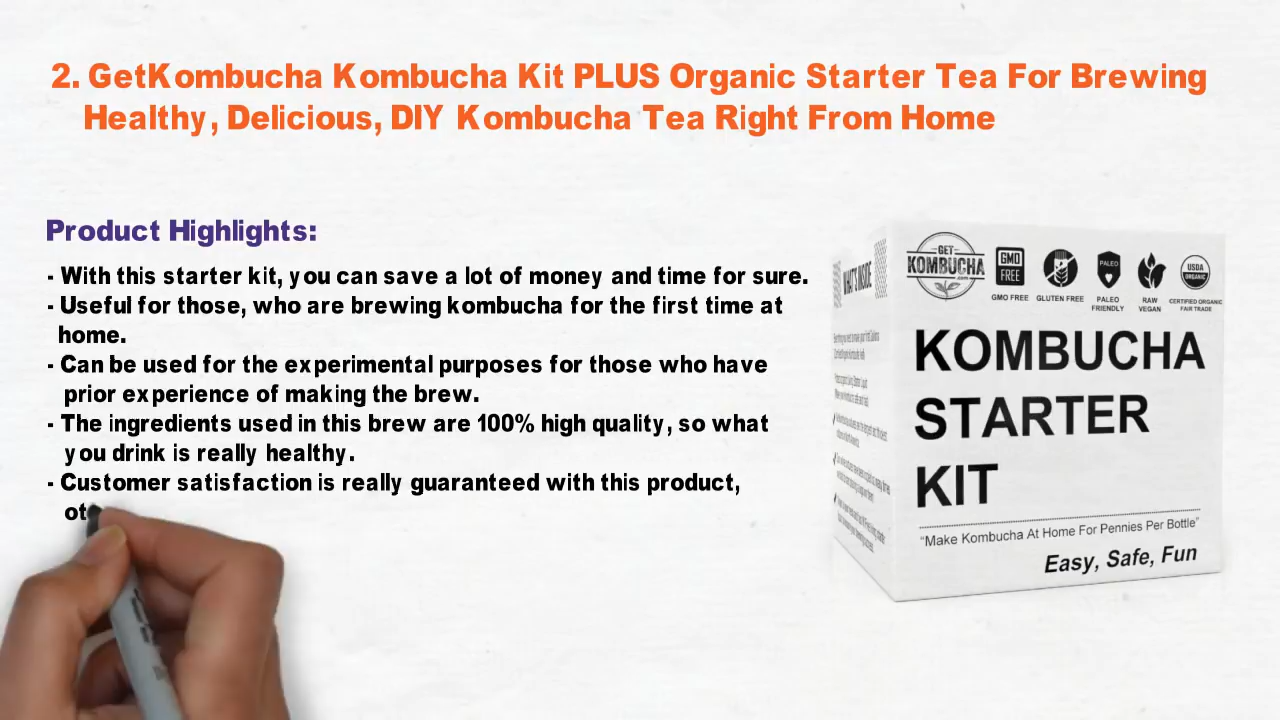 2. GetKombucha Kombucha Kit PLUS Organic Starter Tea For Brewing
Healthy, Delicious, DIY Kombucha Tea Right From Home
Product Highlights:
- With this starter kit, you can save a lot of money and time for sure.
- Useful for those, who are brewing kombucha for the first time at
home.
- Can be used for the experimental purposes for those who have
prior experience of making the brew.
- The ingredients used in this brew are 100% high quality, so what
you drink is really healthy.
- Customer satisfaction is really guaranteed with this product,
ot
WHAT'S INSIDE
GET
KOMBUCHA
.COM
GMO
FREE
GMO FREE
GLUTEN FREE
PALEO
PALEO
FRIENDLY
RAW
VEGAN
USDA
ORGANIC
CERTIFIED ORGANIC
FAIR TRADE
KOMBUCHA
STARTER
KIT
"Make Kombucha At Home For Pennies Per Bottle"
Easy, Safe, Fun